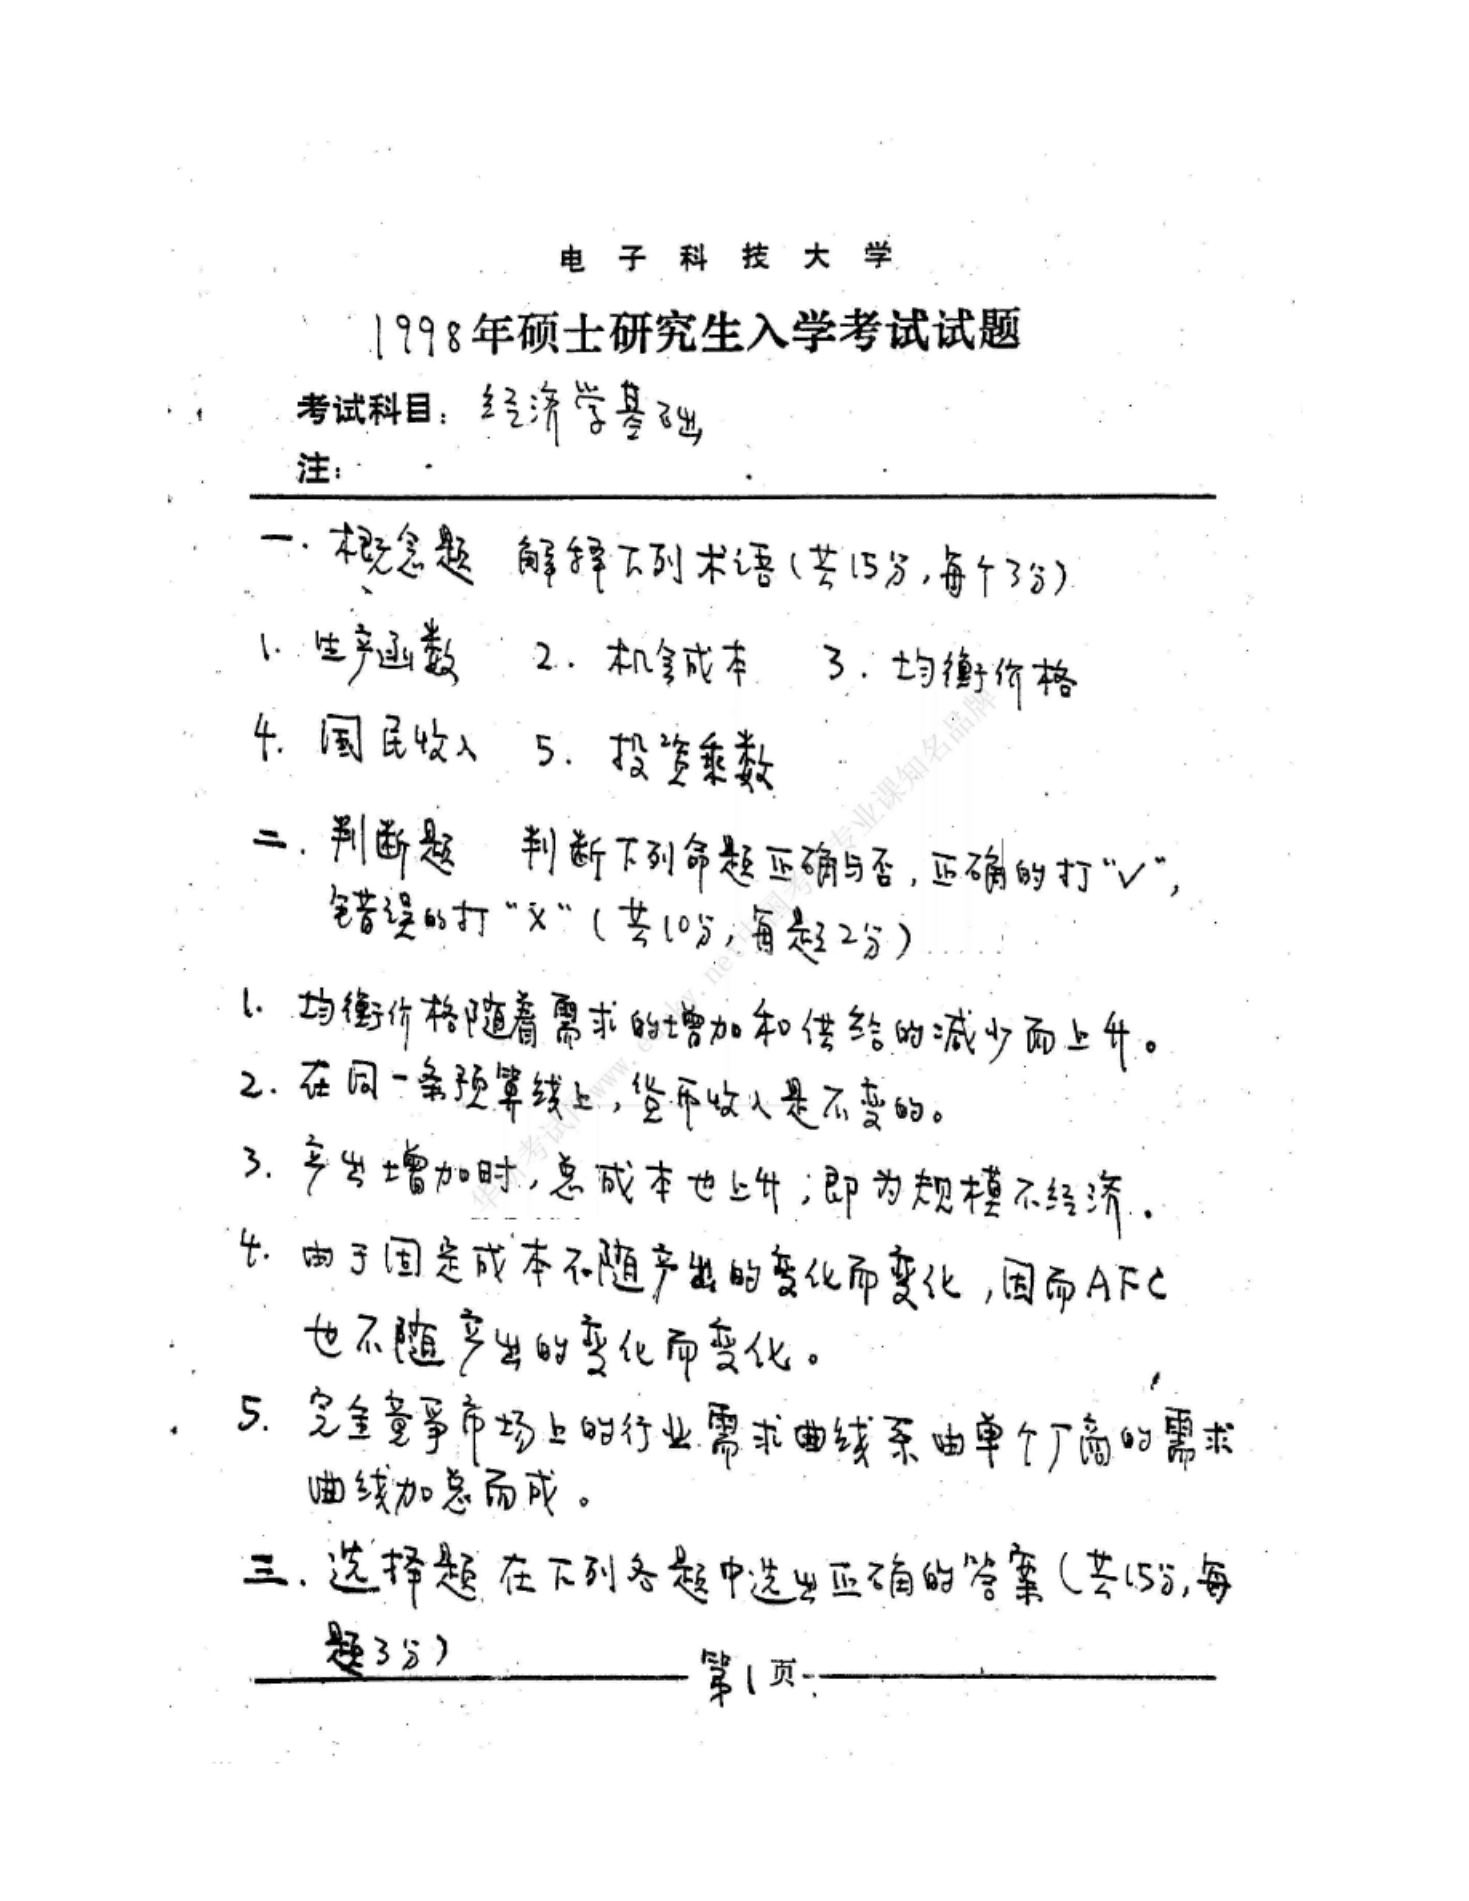 电子科技大学
1998年硕士研究生入学考试试题
考试科目：经济学基础
注：
一.概念题 解释下列术语（共15分，每个3分）
1.生产函数 2.机会成本 3.均衡价格
4.国民收入 5.投资乘数
二.判断题 判断下列命题正确与否，正确的打“√”，
错误的打“×”（共10分，每题2分）
1.均衡价格随着需求的增加和供给的减少而上升。
2.在同一条预算线上，货币收入是不变的。
3.产出增加时，总成本也上升，即为规模不经济.
4.由于固定成本不随产出的变化而变化，因而AFC
也不随产出的变化而变化。
5.完全竞争市场上的行业需求曲线系由单个厂商的需求
曲线加总而成。
三.选择题 在下列各题中选出正确的答案（共15分，每
题3分）
第1页